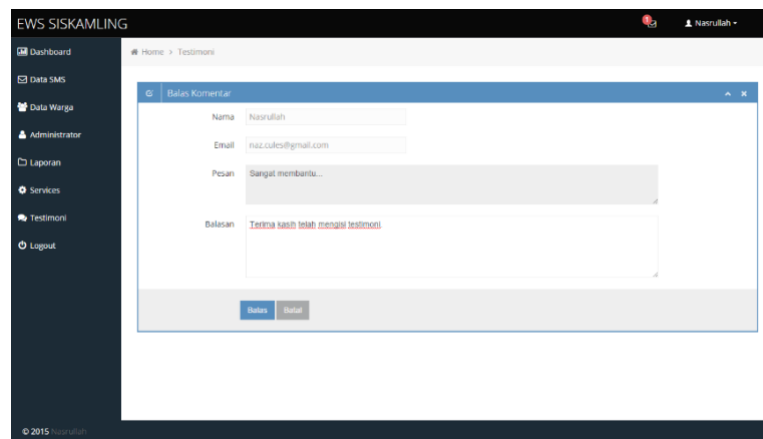 EWS SISKAMLING
Nasrullah
Dashboard
Data SMS
Data Warga
Administrator
Laporan
Services
Testimoni
Logout
© 2015 Nasrullah
Home > Testimoni
Balas Komentar
Nama Nasrullah
Email naz.cules@gmail.com
Pesan Sangat membantu...
Balasan Terima kasih telah mengisi testimoni
Balas Batal